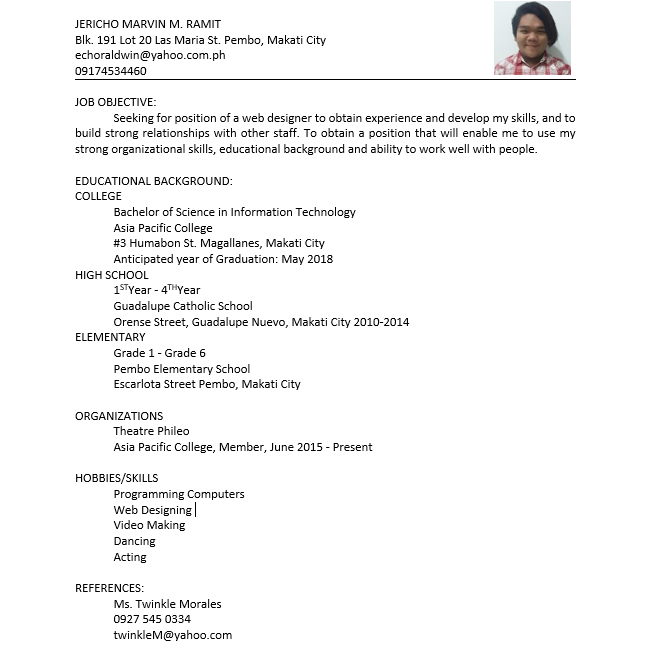 JERICHO MARVIN M. RAMIT
Blk. 191 Lot 20 Las Maria St. Pembo, Makati City
echoraldwin@yahoo.com.ph
09174534460
JOB OBJECTIVE:
Seeking for position of a web designer to obtain experience and develop my skills, and to
build strong relationships with other staff. To obtain a position that will enable me to use my
strong organizational skills, educational background and ability to work well with people.
EDUCATIONAL BACKGROUND:
COLLEGE
Bachelor of Science in Information Technology
Asia Pacific College
#3 Humabon St. Magallanes, Makati City
Anticipated year of Graduation: May 2018
HIGH SCHOOL
1STYear - 4THYear
Guadalupe Catholic School
Orense Street, Guadalupe Nuevo, Makati City 2010-2014
ELEMENTARY
Grade 1 - Grade 6
Pembo Elementary School
Escarlota Street Pembo, Makati City
ORGANIZATIONS
Theatre Phileo
Asia Pacific College, Member, June 2015 - Present
HOBBIES/SKILLS
Programming Computers
Web Designing
Video Making
Dancing
Acting
REFERENCES:
Ms. Twinkle Morales
0927 545 0334
twinkleM@yahoo.com